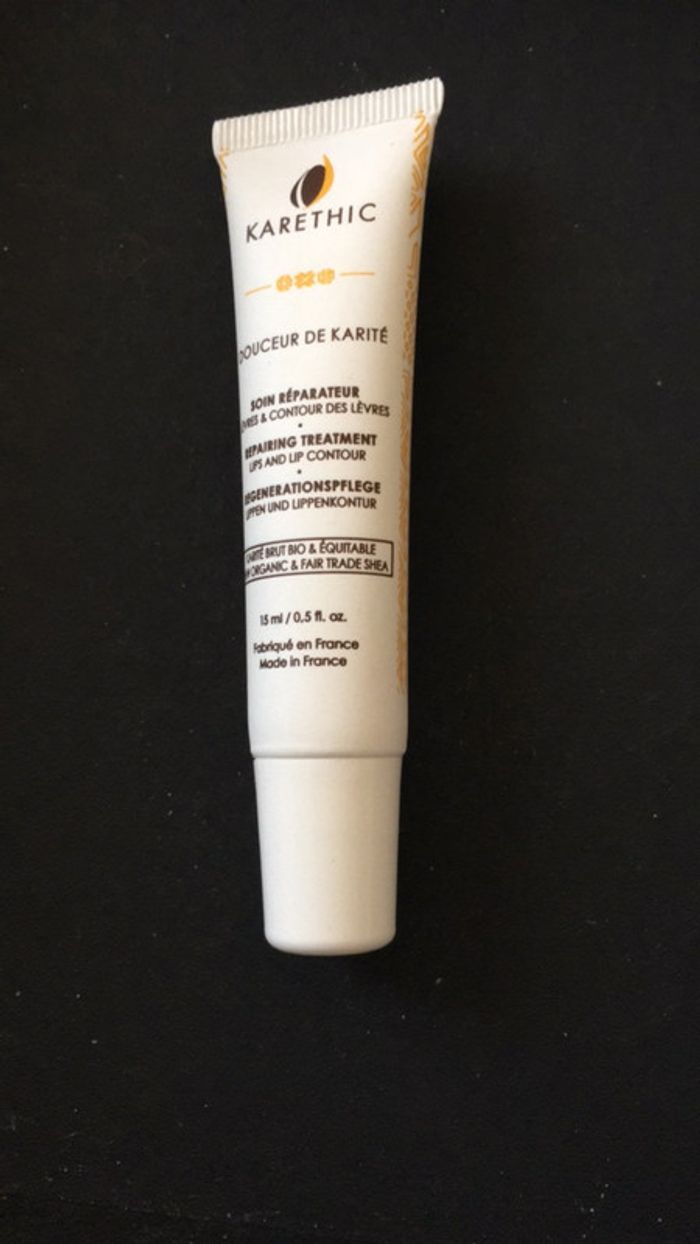 KARETHIC
DOUCEUR DE KARITÉ
SOIN RÉPARATEUR
LÈVRES & CONTOUR DES LÈVRES
REPAIRING TREATMENT
LIPS AND LIP CONTOUR
REGENERATIONSPFLEGE
LIPPEN UND LIPPENKONTUR
KARITÉ BRUT BIO & ÉQUITABLE
ORGANIC & FAIR TRADE SHEA
15 ml / 0,5 fl. oz.
Fabriqué en France
Made in France